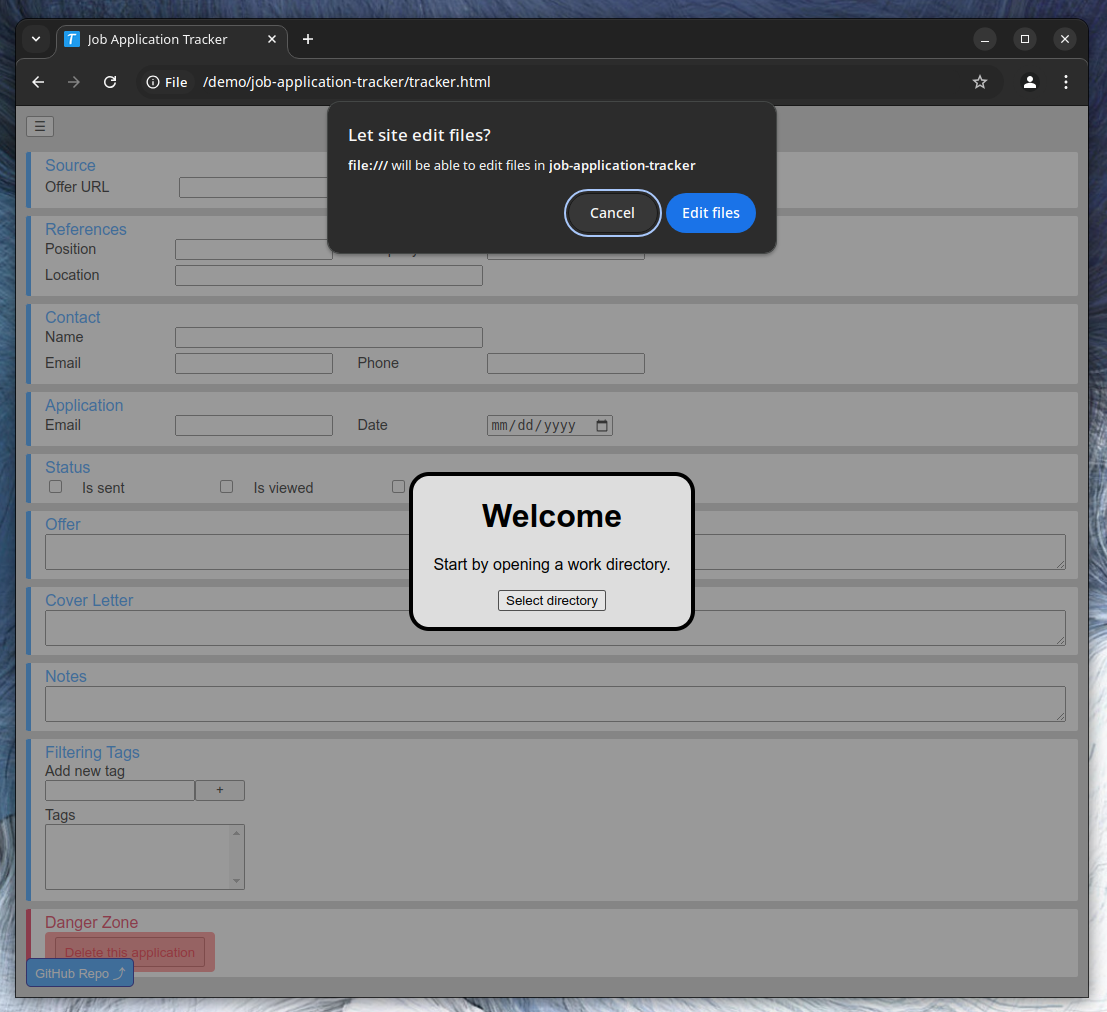 Job Application Tracker
File /demo/job-application-tracker/tracker.html
Let site edit files?
file:/// will be able to edit files in job-application-tracker
Cancel Edit files
Source
Offer URL
References
Position
Location
Contact
Name
Email Phone
Application
Email Date mm/dd/yyyy
Status
Is sent Is viewed
Welcome
Start by opening a work directory.
Select directory
Offer
Cover Letter
Notes
Filtering Tags
Add new tag
+
Tags
Danger Zone
Delete this application
GitHub Repo